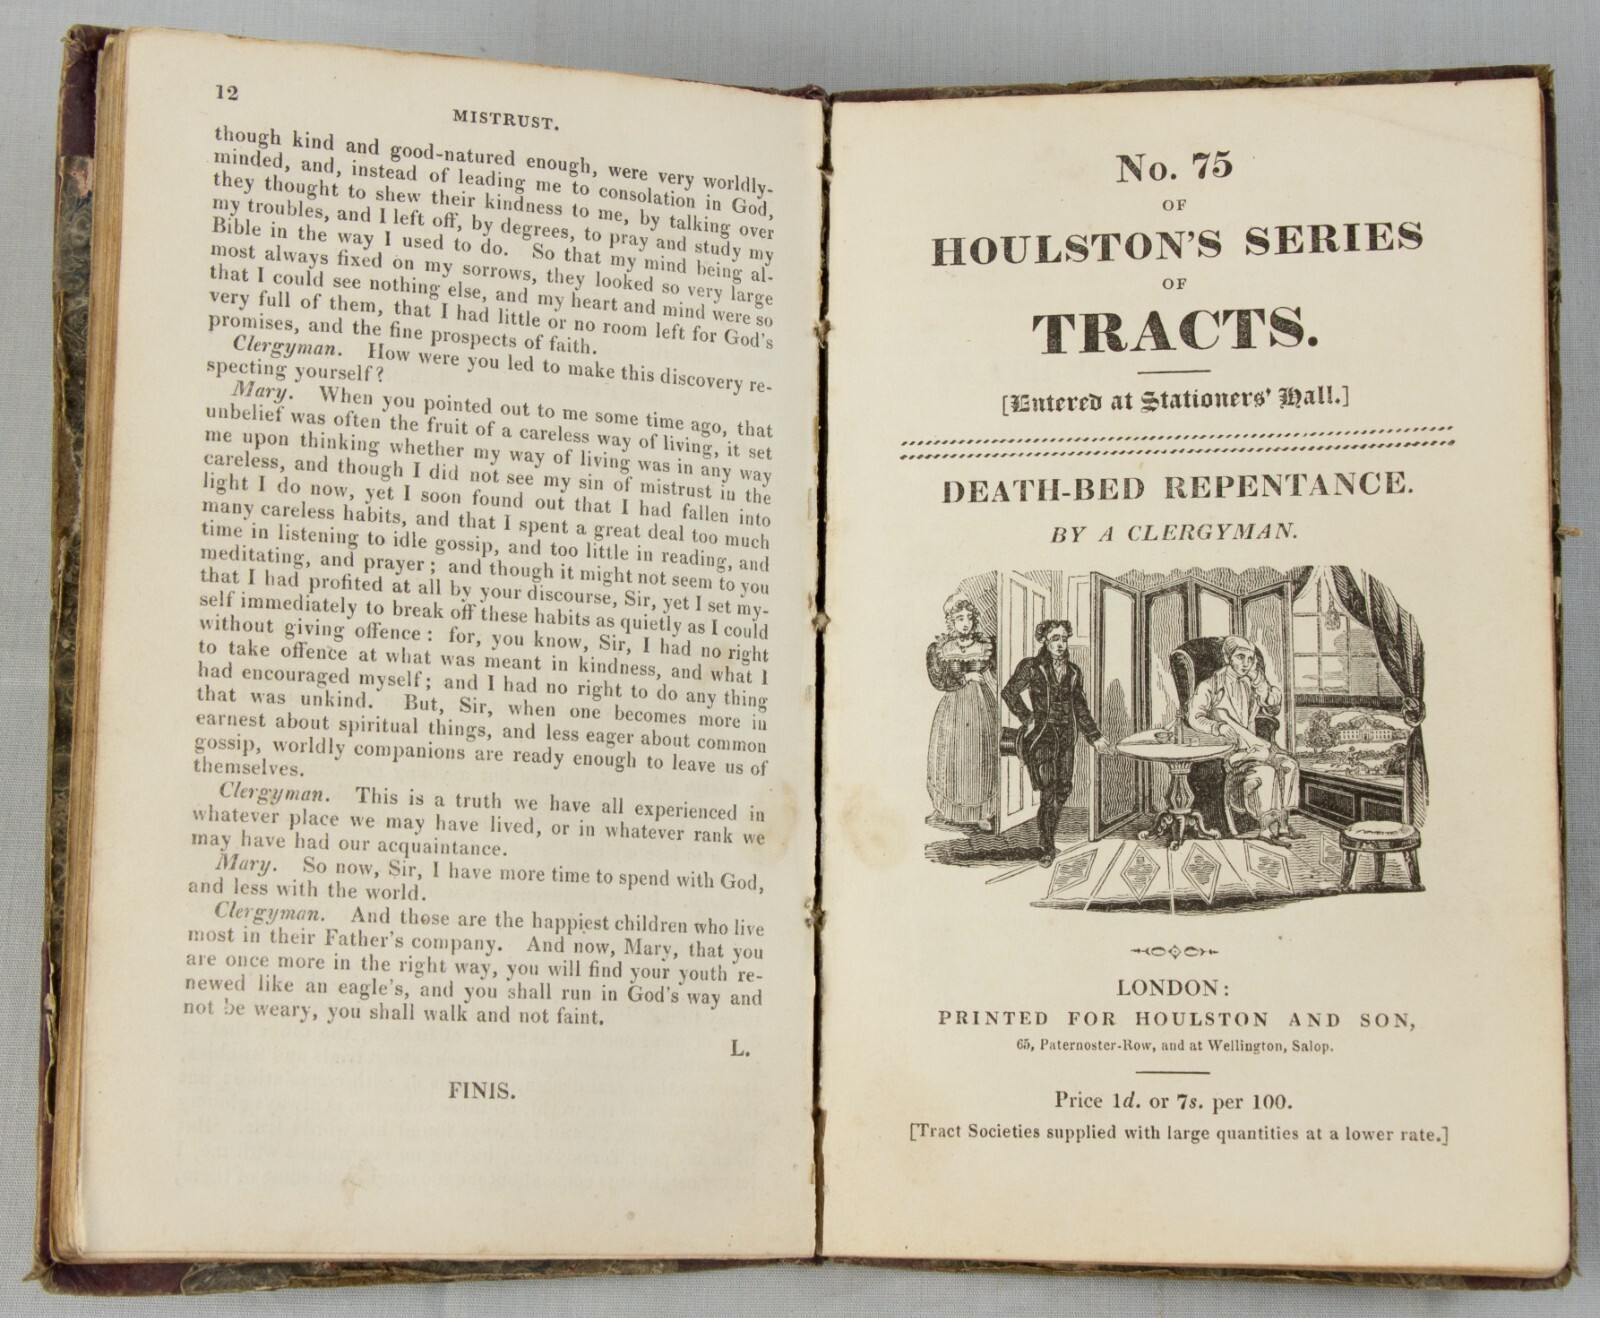 12
MISTRUST.
though kind and good-natured enough, were very worldly-
minded, and, instead of leading me to consolation in God,
they thought to shew their kindness to me, by talking over
my troubles, and I left off, by degrees, to pray and study my
Bible in the way I used to do. So that my mind being al-
most always fixed on my sorrows, they looked so very large
that I could see nothing else, and my heart and mind were so
very full of them, that I had little or no room left for God's
promises, and the fine prospects of faith.
Clergyman. How were you led to make this discovery re-
specting yourself?
Mary. When you pointed out to me some time ago, that
unbelief was often the fruit of a careless way of living, it set
me upon thinking whether my way of living was in any way
careless, and though I did not see my sin of mistrust in the
light I do now, yet I soon found out that I had fallen into
many careless habits, and that I spent a great deal too much
time in listening to idle gossip, and too little in reading, and
meditating, and prayer; and though it might not seem to you
that I had profited at all by your discourse, Sir, yet I set my-
self immediately to break off these habits as quietly as I could
without giving offence: for, you know, Sir, I had no right
to take offence at what was meant in kindness, and what I
had encouraged myself; and I had no right to do any thing
that was unkind. But, Sir, when one becomes more in
earnest about spiritual things, and less eager about common
gossip, worldly companions are ready enough to leave us of
themselves.
Clergyman. This is a truth we have all experienced in
whatever place we may have lived, or in whatever rank we
may have had our acquaintance.
Mary. So now, Sir, I have more time to spend with God,
and less with the world.
Clergyman. And those are the happiest children who live
most in their Father's company. And now, Mary, that you
are once more in the right way, you will find your youth re-
newed like an eagle's, and you shall run in God's way and
not be weary, you shall walk and not faint.
L.
FINIS.
No. 75
OF
HOULSTON'S SERIES
OF
TRACTS.
[Entered at Stationers' Hall.]
DEATH-BED REPENTANCE.
BY A CLERGYMAN.
LONDON:
PRINTED FOR HOULSTON AND SON,
65, Paternoster-Row, and at Wellington, Salop.
Price 1d. or 7s. per 100.
[Tract Societies supplied with large quantities at a lower rate.]